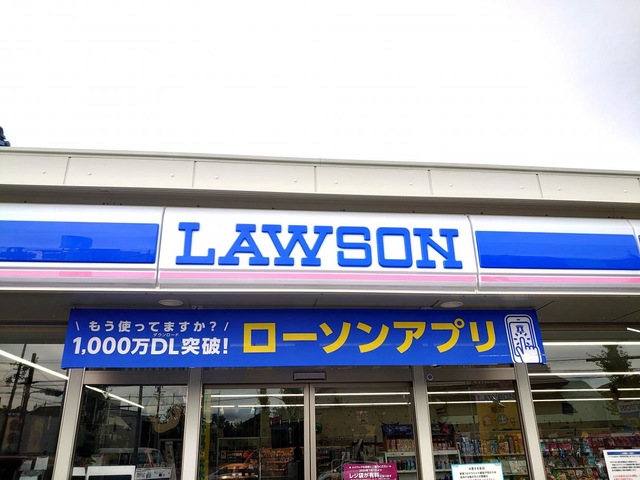 LAWSON
\ もう使ってますか? /
ダウンロード
1,000万DL突破!
ローソンアプリ
レジ袋が有料